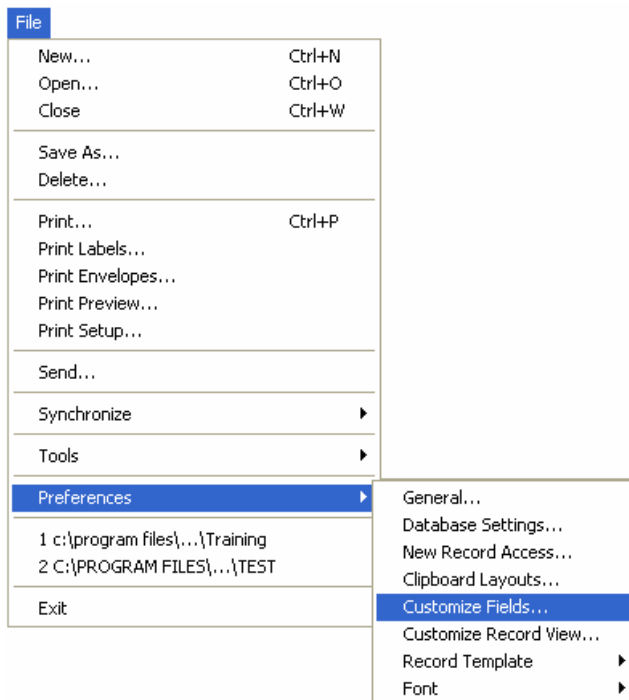 File
New... Ctrl+N
Open... Ctrl+O
Close Ctrl+W
Save As...
Delete...
Print... Ctrl+P
Print Labels...
Print Envelopes...
Print Preview...
Print Setup...
Send...
Synchronize
Tools
Preferences
1 c:\program files\...\Training
2 C:\PROGRAM FILES\...\TEST
Exit
General...
Database Settings...
New Record Access...
Clipboard Layouts...
Customize Fields...
Customize Record View...
Record Template
Font